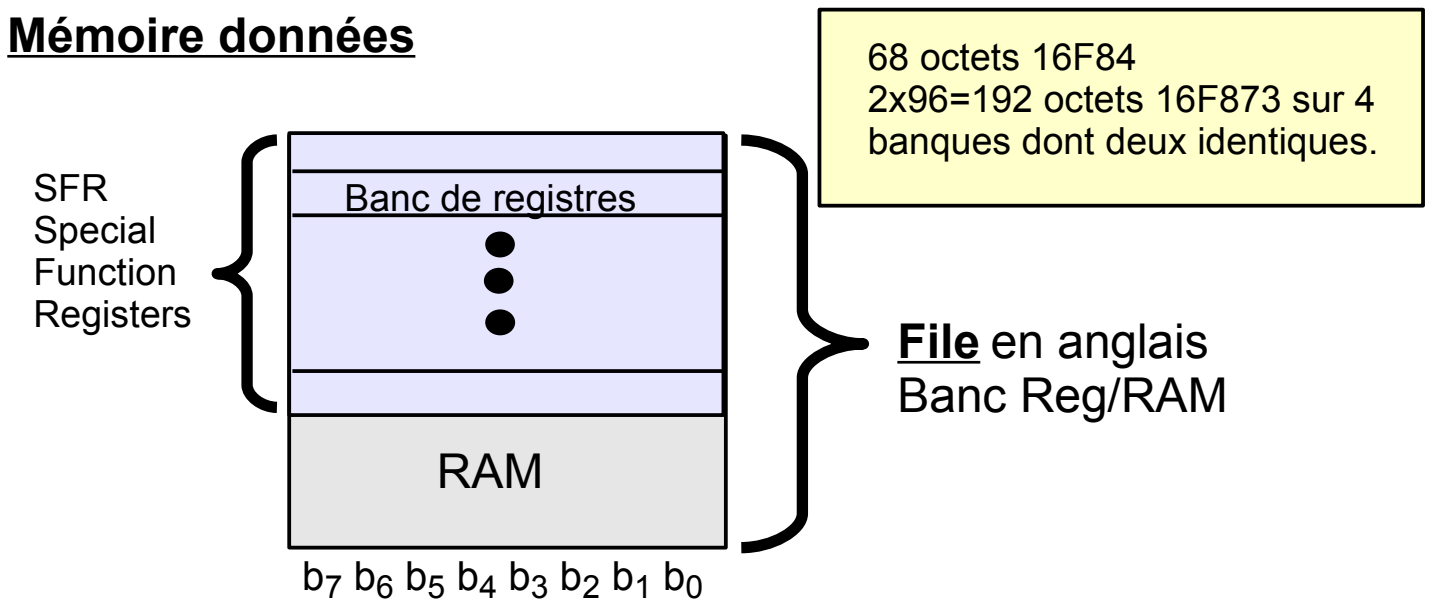 Mémoire données
68 octets 16F84
2x96=192 octets 16F873 sur 4
banques dont deux identiques.
SFR
Special
Function
Registers
Banc de registres
File en anglais
Banc Reg/RAM
RAM
b7 b6 b5 b4 b3 b2 b1 b0